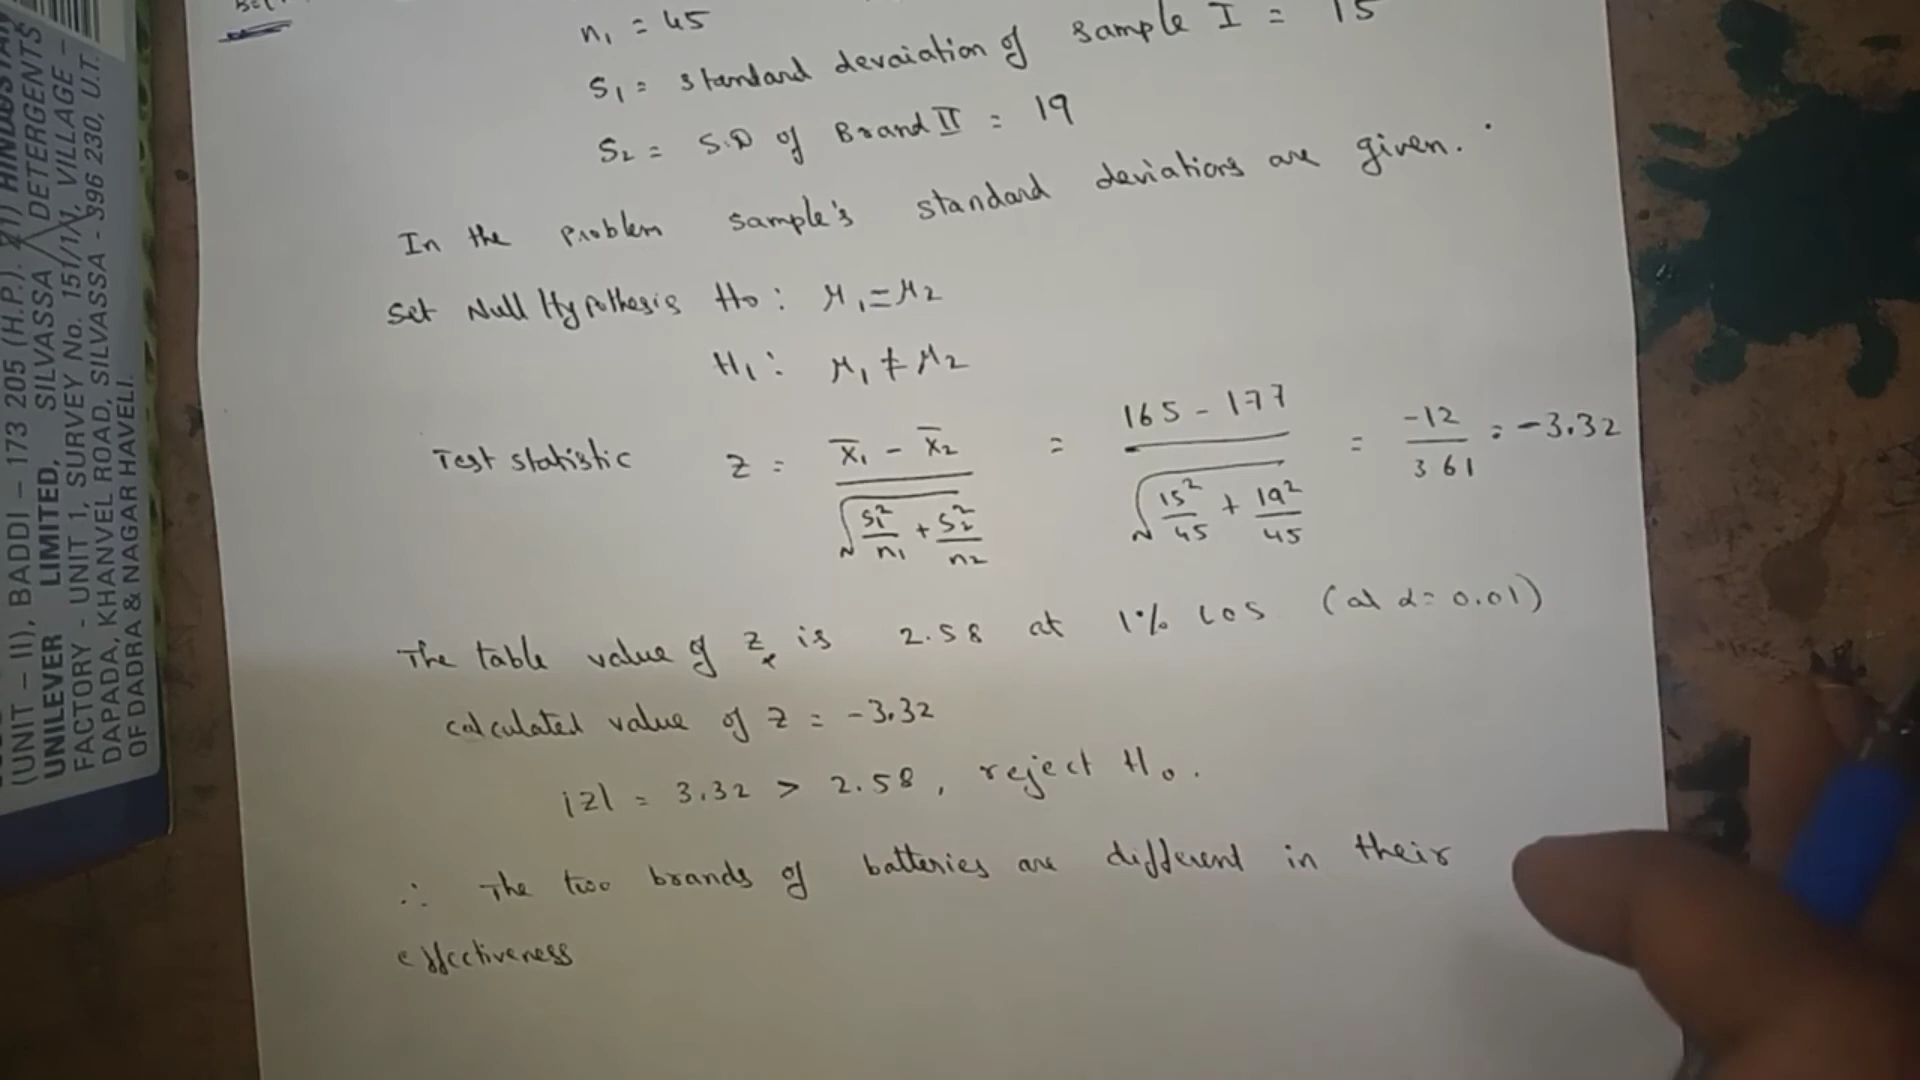 n₁ = 45
S₁ = standard devaiation of sample I = 15
S₂ = S.D of Brand II = 19
In the problem sample's standard deviations are given.
Set Null Hypothesis H₀ : μ₁ = μ₂
H₁ : μ₁ ≠ μ₂
Test statistic z = (x̄₁ - x̄₂) / √(s₁²/n₁ + s₂²/n₂) = (165 - 177) / √(15²/45 + 19²/45) = -12 / 3 61 = -3.32
The table value of z is 2.58 at 1% LOS (at α = 0.01)
calculated value of z = -3.32
|z| = 3.32 > 2.58, reject H₀.
∴ The two brands of batteries are different in their
effectiveness
(UNIT – II), BADDI – 173 205 (H.P.).
UNILEVER LIMITED, SILVASSA DETERGENTS
FACTORY - UNIT 1, SURVEY No. 151/1/1, VILLAGE -
DAPADA, KHANVEL ROAD, SILVASSA - 396 230, U.T.
OF DADRA & NAGAR HAVELI.